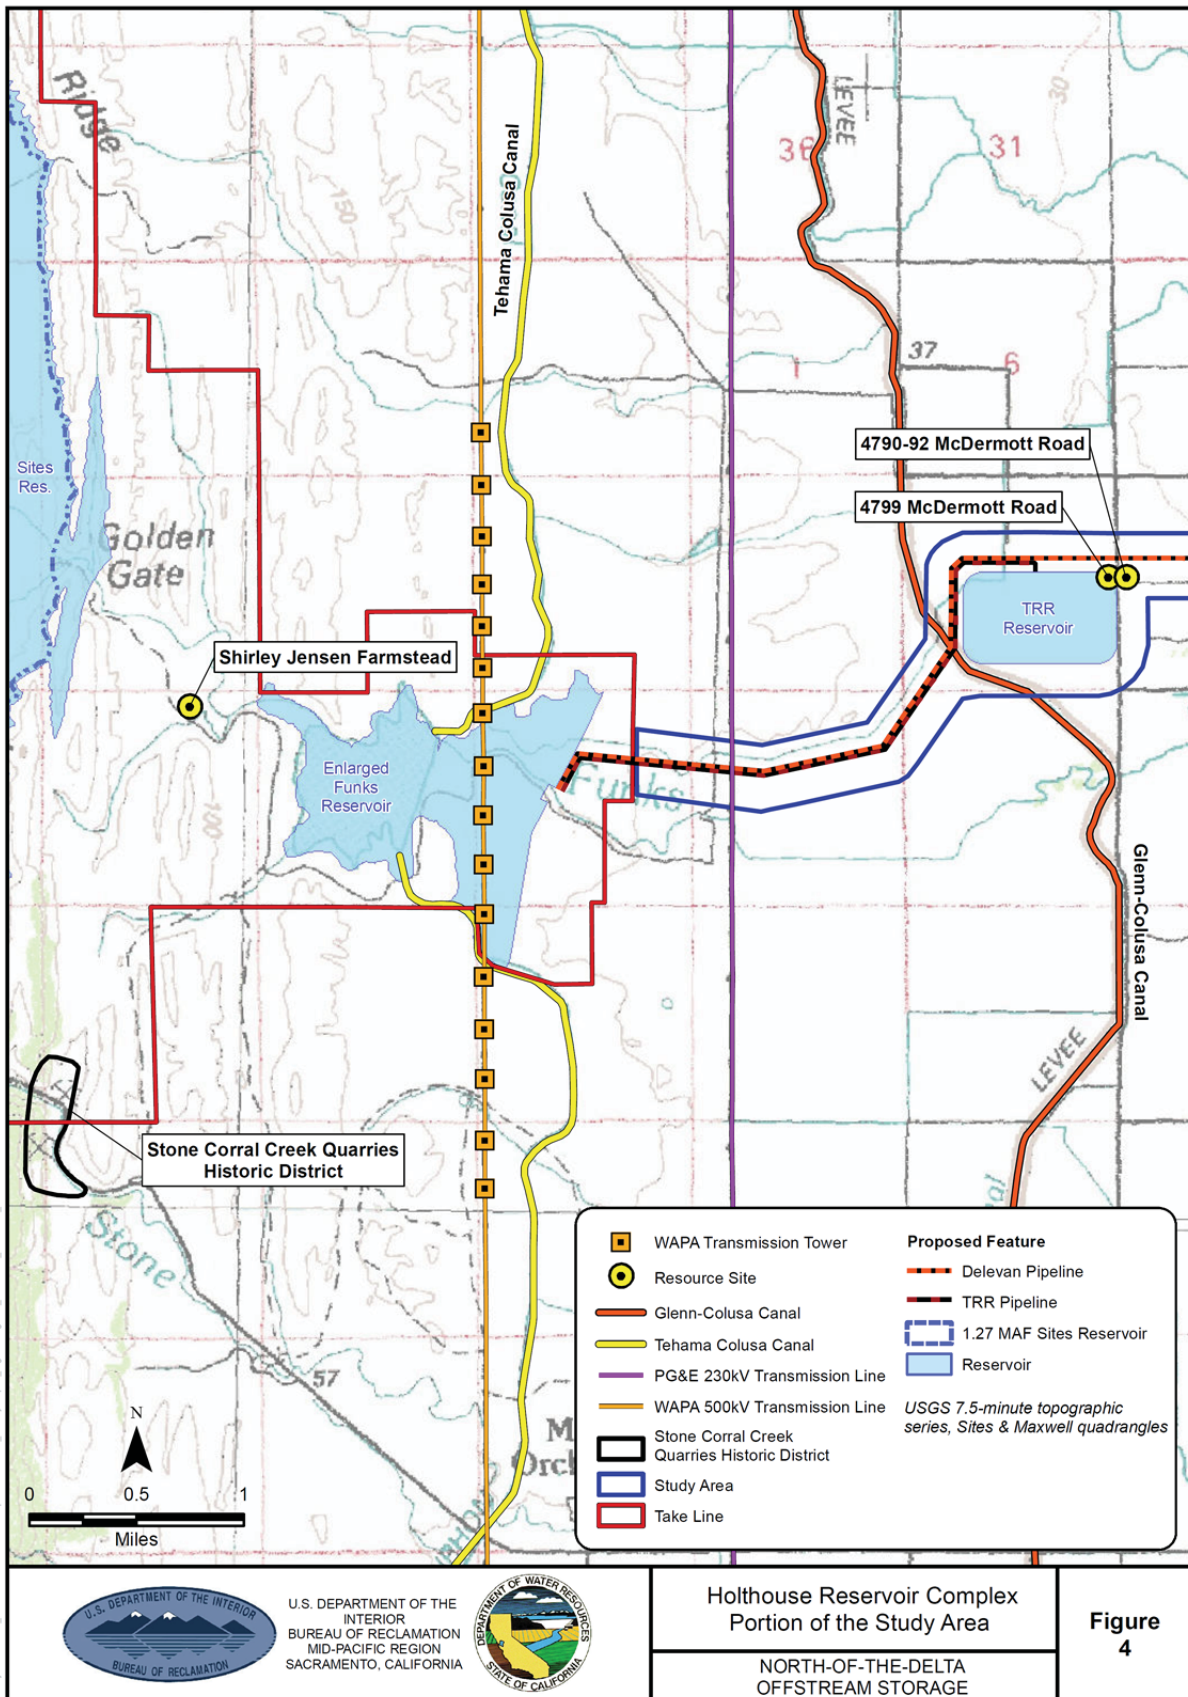 Ridge
LEVEE
36
31
30
150
Tehama Colusa Canal
37
1
6
4790-92 McDermott Road
4799 McDermott Road
Sites
Res.
Golden
Gate
TRR
Reservoir
Shirley Jensen Farmstead
Enlarged
Funks
Reservoir
Funks
Glenn-Colusa Canal
LEVEE
Stone Corral Creek Quarries
Historic District
Stone
57
N
0 0.5 1
Miles
WAPA Transmission Tower
Resource Site
Glenn-Colusa Canal
Tehama Colusa Canal
PG&E 230kV Transmission Line
WAPA 500kV Transmission Line
Stone Corral Creek
Quarries Historic District
Study Area
Take Line
Proposed Feature
Delevan Pipeline
TRR Pipeline
1.27 MAF Sites Reservoir
Reservoir
USGS 7.5-minute topographic
series, Sites & Maxwell quadrangles
U.S. DEPARTMENT OF THE INTERIOR
BUREAU OF RECLAMATION
U.S. DEPARTMENT OF THE
INTERIOR
BUREAU OF RECLAMATION
MID-PACIFIC REGION
SACRAMENTO, CALIFORNIA
DEPARTMENT OF WATER RESOURCES
STATE OF CALIFORNIA
Holthouse Reservoir Complex
Portion of the Study Area
NORTH-OF-THE-DELTA
OFFSTREAM STORAGE
Figure
4